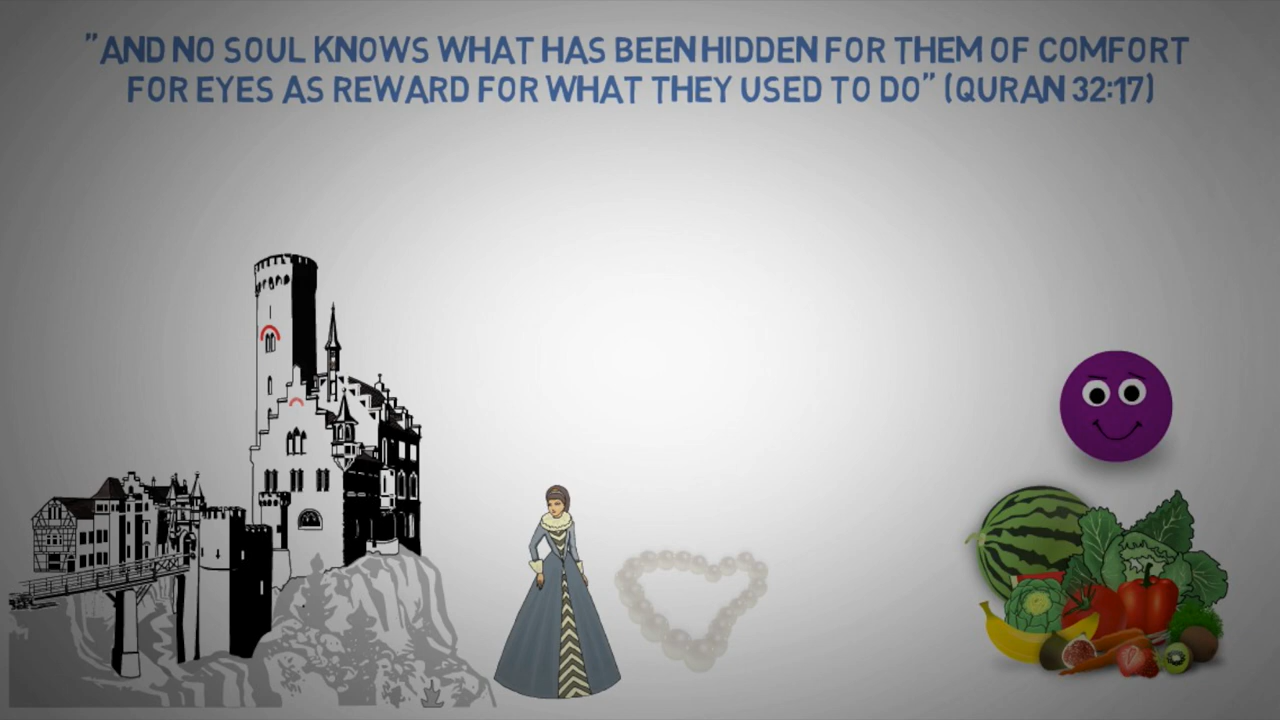 "AND NO SOUL KNOWS WHAT HAS BEEN HIDDEN FOR THEM OF COMFORT
FOR EYES AS REWARD FOR WHAT THEY USED TO DO" (QURAN 32:17)